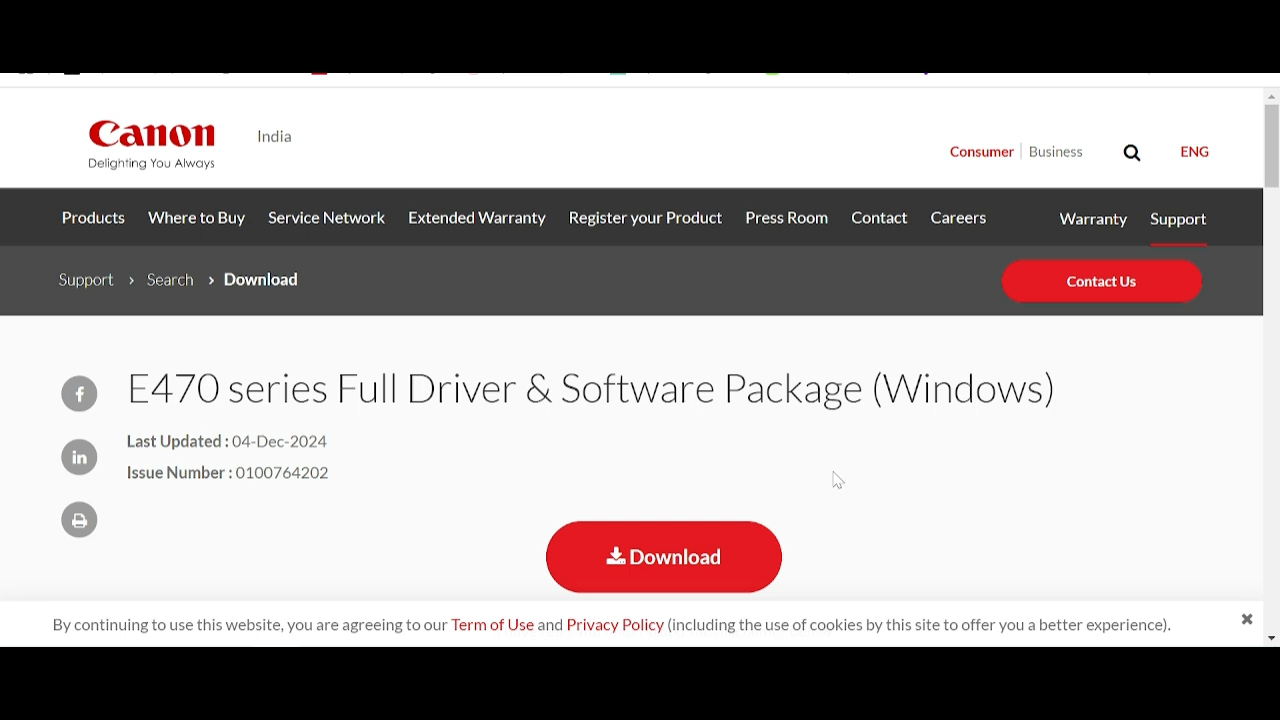 Canon
Delighting You Always
India
Consumer Business ENG
Products Where to Buy Service Network Extended Warranty Register your Product Press Room Contact Careers Warranty Support
Support › Search › Download
Contact Us
E470 series Full Driver & Software Package (Windows)
Last Updated : 04-Dec-2024
Issue Number : 0100764202
Download
By continuing to use this website, you are agreeing to our Term of Use and Privacy Policy (including the use of cookies by this site to offer you a better experience).